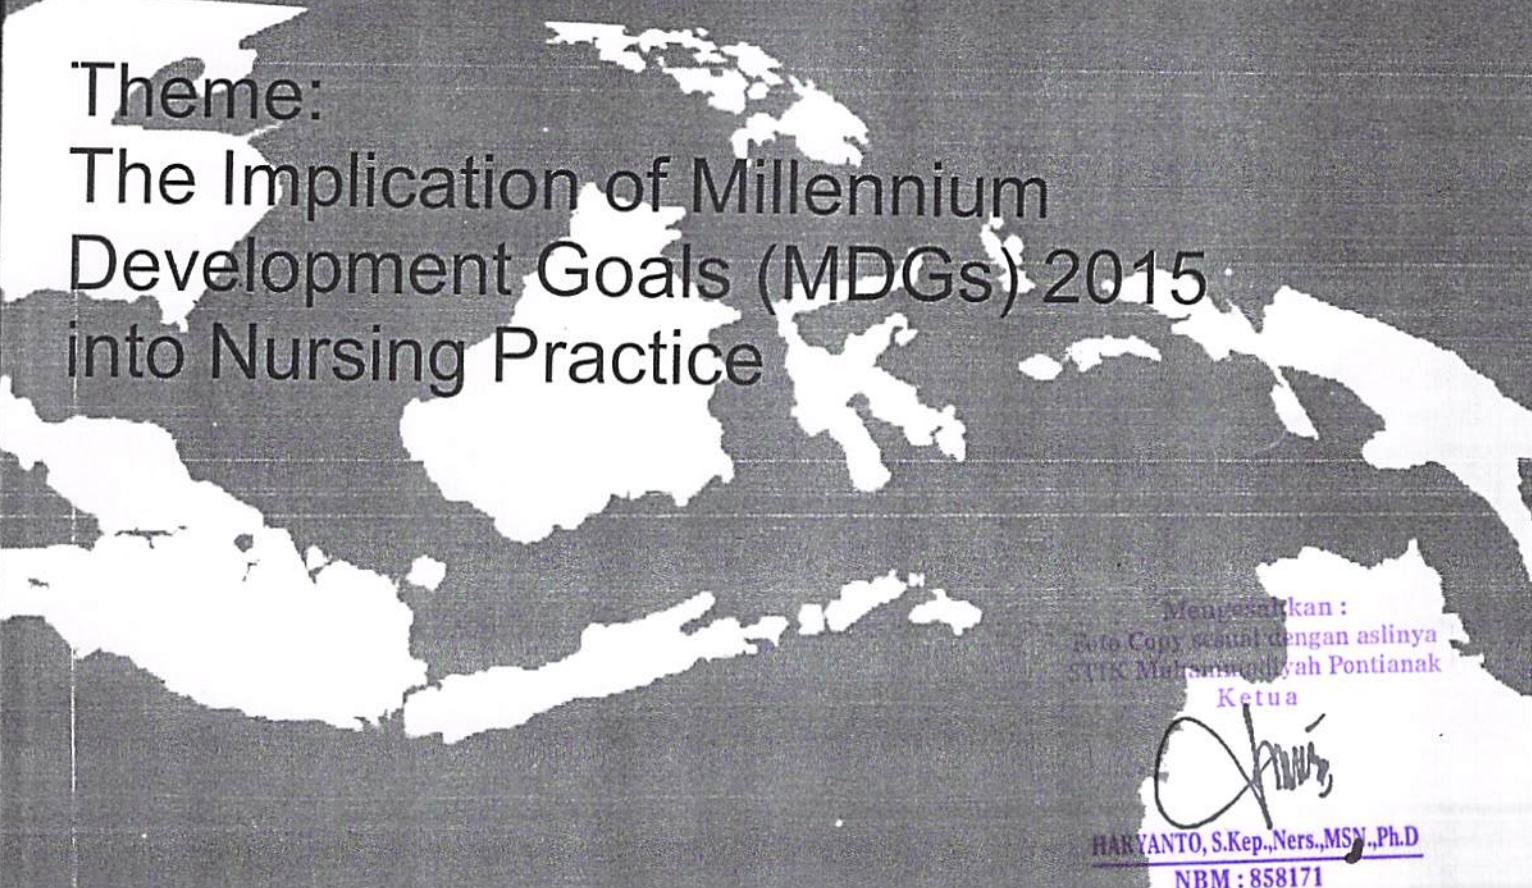 Theme:
The Implication of Millennium
Development Goals (MDGs) 2015
into Nursing Practice
Mengesahkan :
Foto Copy sesuai dengan aslinya
STIK Muhammadiyah Pontianak
Ketua
HARYANTO, S.Kep.,Ners.,MSN.,Ph.D
NBM : 858171